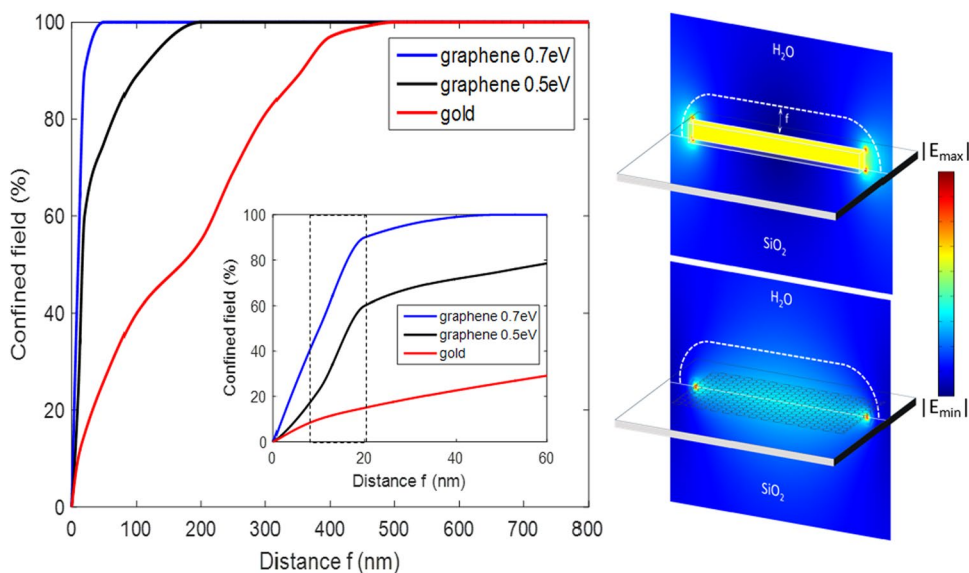 100
80
60
40
20
0
Confined field (%)
0
100
200
300
400
500
600
700
800
Distance f (nm)
graphene 0.7eV
graphene 0.5eV
gold
100
80
60
40
20
0
Confined field (%)
0
20
40
60
Distance f (nm)
graphene 0.7eV
graphene 0.5eV
gold
H₂O
f
SiO₂
H₂O
SiO₂
|Eₘₐₓ|
|Eₘᵢₙ|